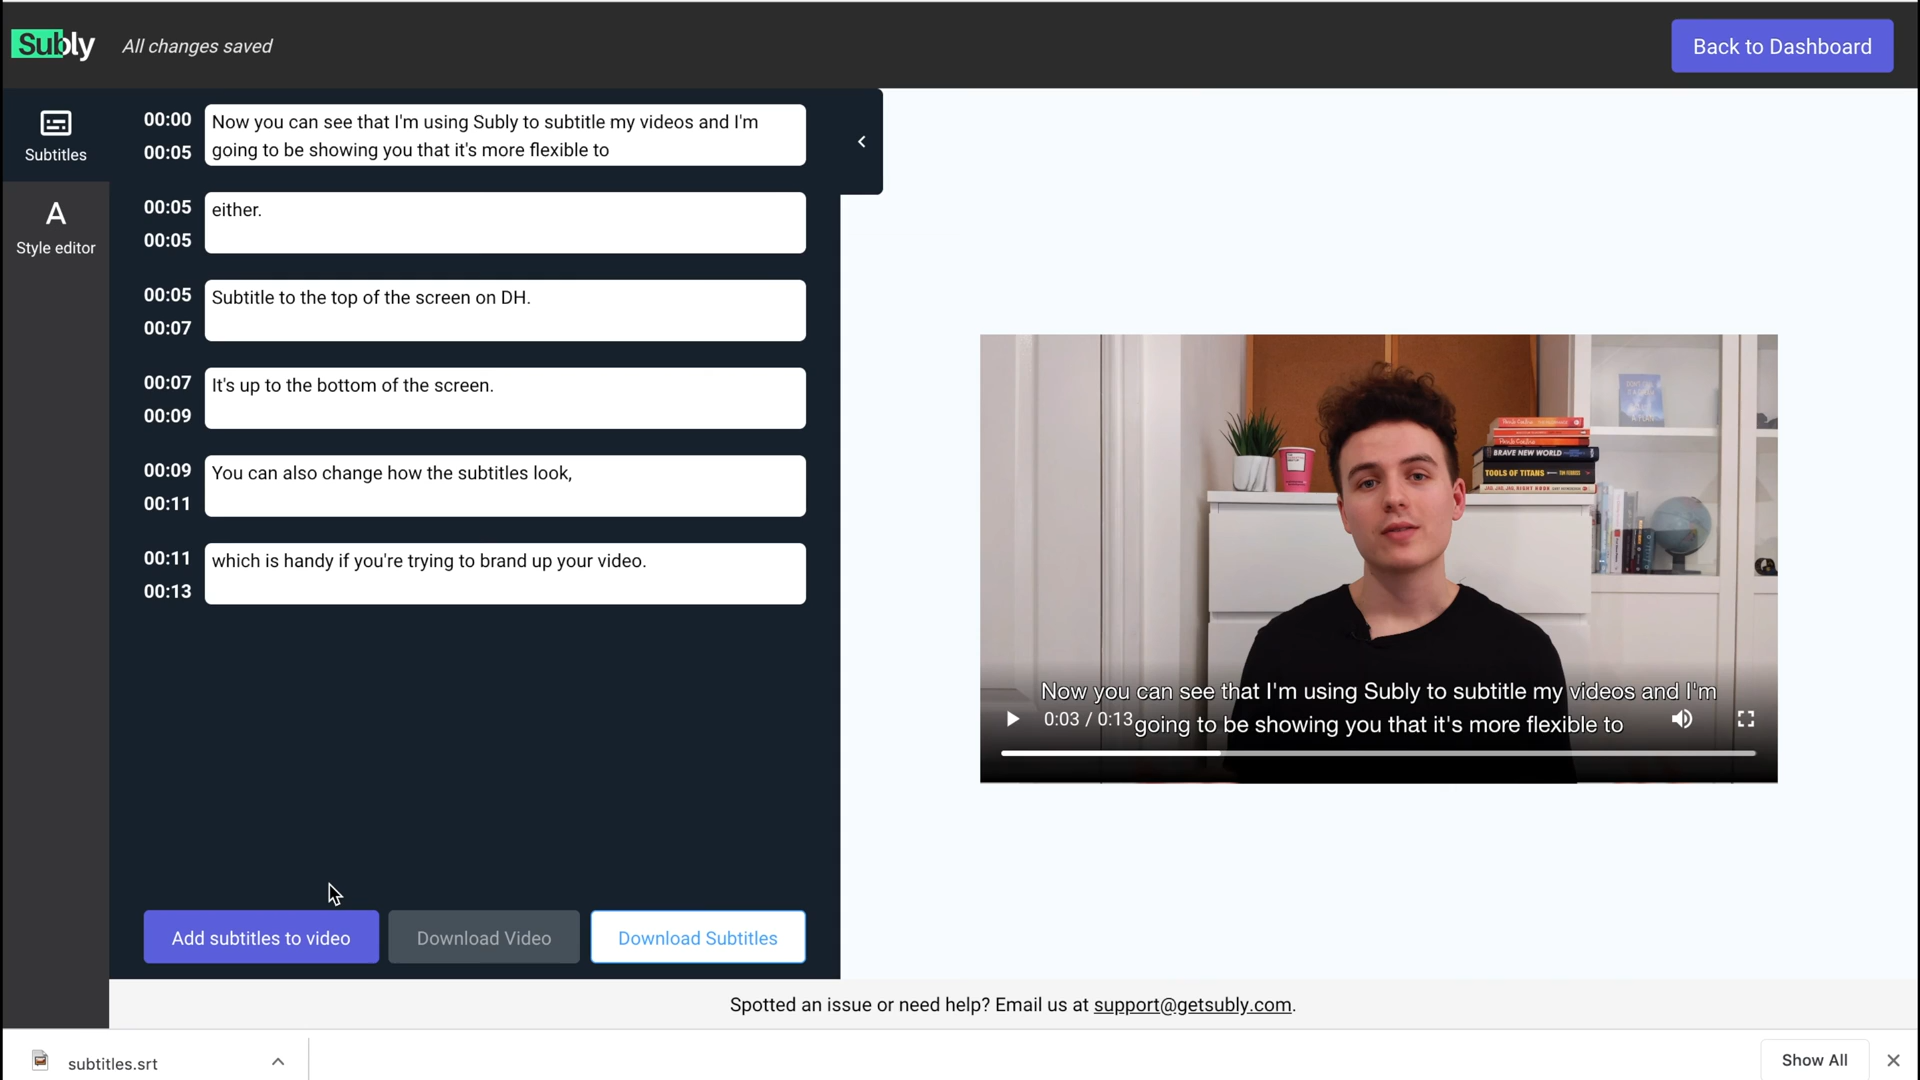 Subly
All changes saved
Back to Dashboard
Subtitles
A
Style editor
00:00
00:05
Now you can see that I'm using Subly to subtitle my videos and I'm
going to be showing you that it's more flexible to
00:05
00:05
either.
00:05
00:07
Subtitle to the top of the screen on DH.
00:07
00:09
It's up to the bottom of the screen.
00:09
00:11
You can also change how the subtitles look,
00:11
00:13
which is handy if you're trying to brand up your video.
BRAVE NEW WORLD
TOOLS OF TITANS
Now you can see that I'm using Subly to subtitle my videos and I'm
going to be showing you that it's more flexible to
0:03 / 0:13
Add subtitles to video
Download Video
Download Subtitles
Spotted an issue or need help? Email us at support@getsubly.com.
subtitles.srt
Show All